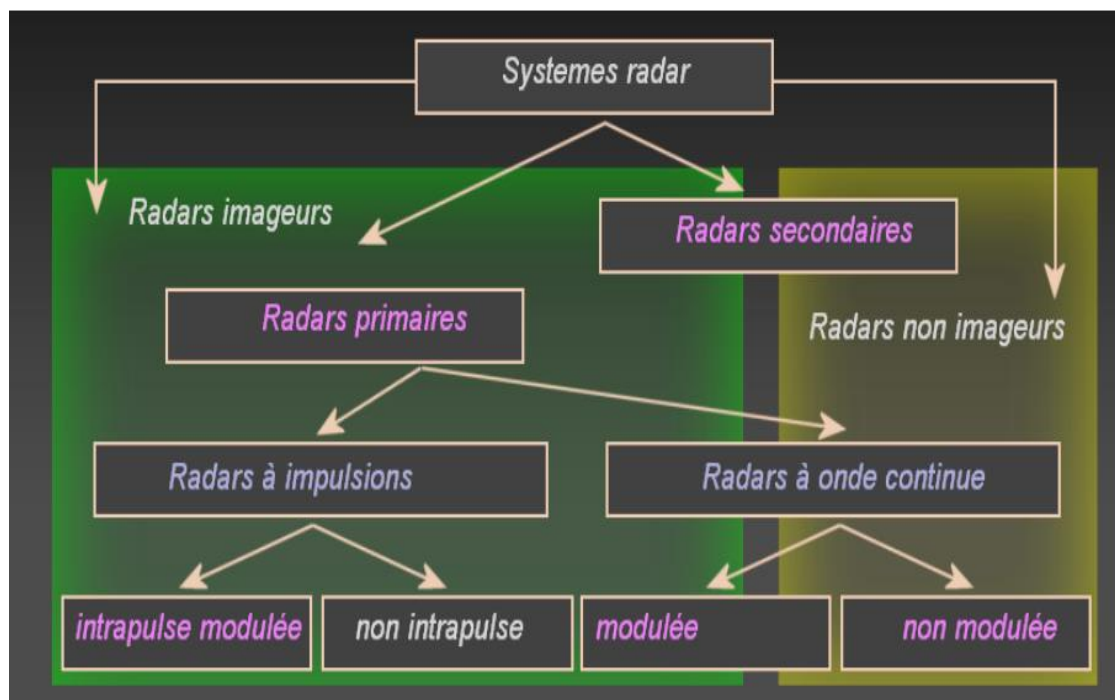 Systemes radar
Radars imageurs
Radars secondaires
Radars primaires
Radars non imageurs
Radars à impulsions
Radars à onde continue
intrapulse modulée
non intrapulse
modulée
non modulée